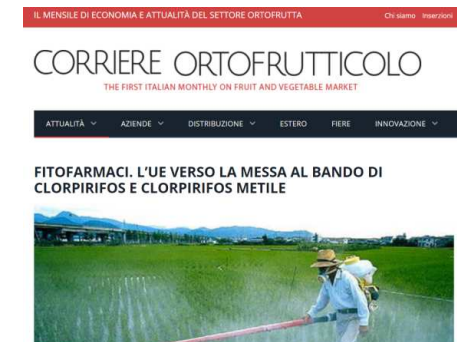 IL MENSILE DI ECONOMIA E ATTUALITÀ DEL SETTORE ORTOFRUTTA
Chi siamo Inserzioni
CORRIERE ORTOFRUTTICOLO
THE FIRST ITALIAN MONTHLY ON FRUIT AND VEGETABLE MARKET
ATTUALITÀ AZIENDE DISTRIBUZIONE ESTERO FIERE INNOVAZIONE
FITOFARMACI. L'UE VERSO LA MESSA AL BANDO DI
CLORPIRIFOS E CLORPIRIFOS METILE